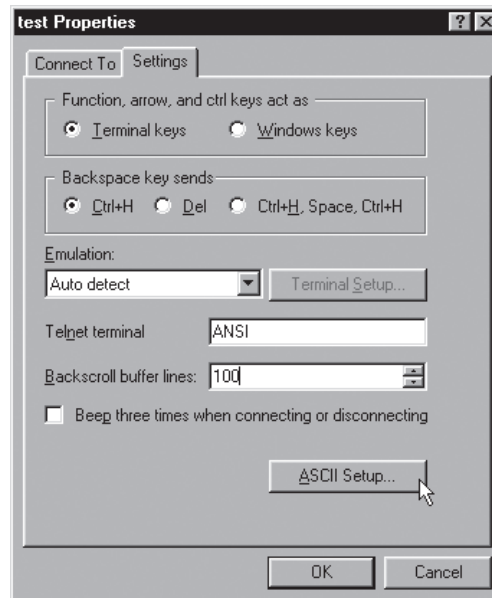 test Properties
Connect To Settings
Function, arrow, and ctrl keys act as
Terminal keys Windows keys
Backspace key sends
Ctrl+H Del Ctrl+H, Space, Ctrl+H
Emulation:
Auto detect Terminal Setup...
Telnet terminal ANSI
Backscroll buffer lines: 100
Beep three times when connecting or disconnecting
ASCII Setup...
OK Cancel